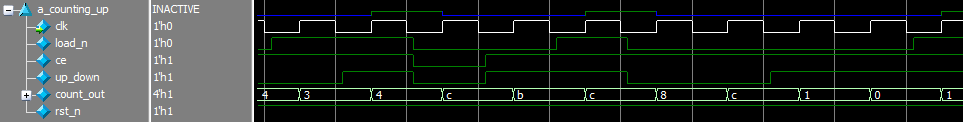 a_counting_up INACTIVE
clk 1'h0
load_n 1'h0
ce 1'h1
up_down 1'h1
count_out 4'h1 4 3 4 c b c 8 c 1 0 1
rst_n 1'h1